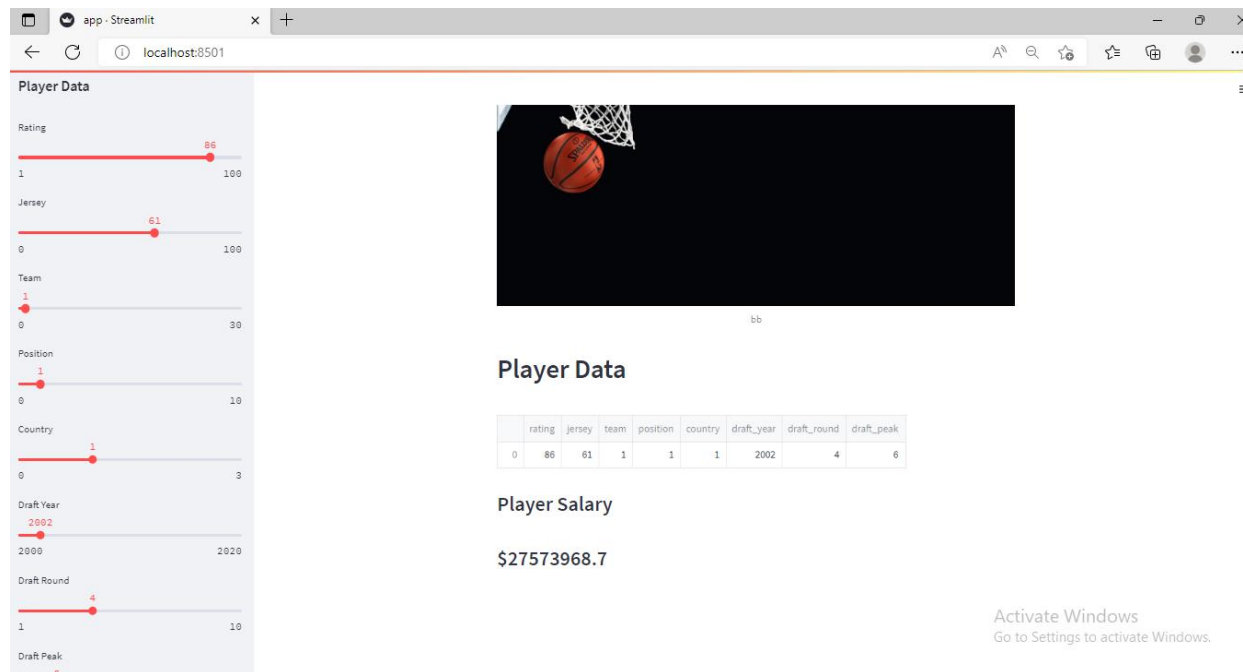 app · Streamlit
localhost:8501
Player Data
Rating
86
1 100
Jersey
61
0 100
Team
1
0 30
Position
1
0 10
Country
1
0 3
Draft Year
2002
2000 2020
Draft Round
4
1 10
Draft Peak
SPALDING
bb
Player Data
rating jersey team position country draft_year draft_round draft_peak
0 86 61 1 1 1 2002 4 6
Player Salary
$27573968.7
Activate Windows
Go to Settings to activate Windows.